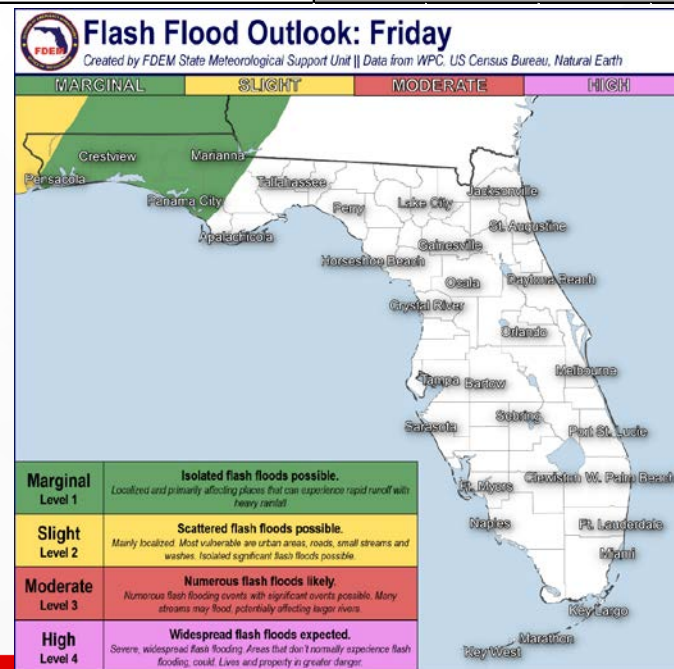 FDEM
Flash Flood Outlook: Friday
Created by FDEM State Meteorological Support Unit || Data from WPC, US Census Bureau, Natural Earth
MARGINAL SLIGHT MODERATE HIGH
Crestview
Marianna
Pensacola
Panama City
Tallahassee
Apalachicola
Perry
Lake City
Jacksonville
St. Augustine
Gainesville
Horseshoe Beach
Ocala
Daytona Beach
Crystal River
Orlando
Melbourne
Tampa
Bartow
Sebring
Sarasota
Port St. Lucie
Ft. Myers
Clewiston
W. Palm Beach
Naples
Ft. Lauderdale
Miami
Key Largo
Marathon
Key West
Marginal
Level 1
Isolated flash floods possible.
Localized and primarily affecting places that can experience rapid runoff with
heavy rainfall
Slight
Level 2
Scattered flash floods possible.
Mainly localized. Most vulnerable are urban areas, roads, small streams and
washes. Isolated significant flash floods possible.
Moderate
Level 3
Numerous flash floods likely.
Numerous flash flooding events with significant events possible. Many
streams may flood, potentially affecting larger rivers.
High
Level 4
Widespread flash floods expected.
Severe, widespread flash flooding. Areas that don't normally experience flash
flooding, could. Lives and property in greater danger.